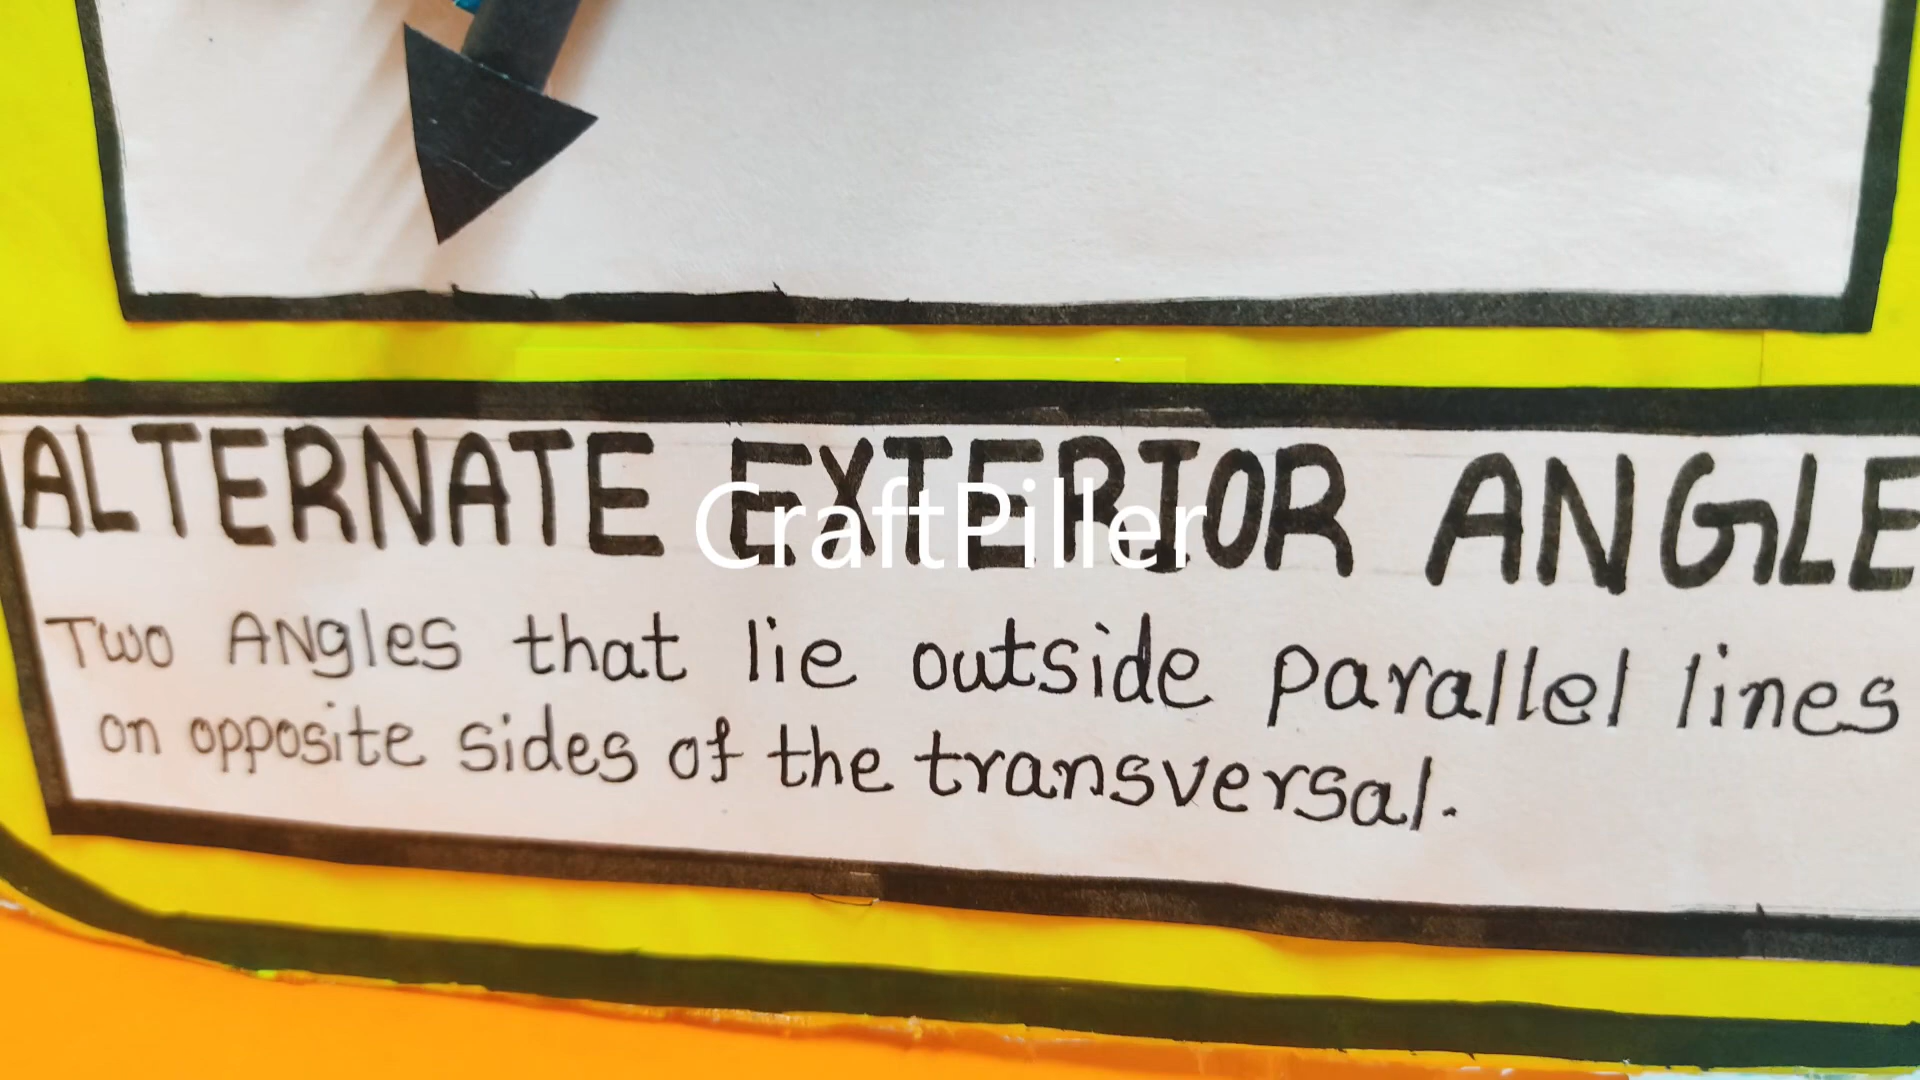 ALTERNATE EXTERIOR ANGLE
CraftPiller
Two Angles that lie outside parallel lines
on opposite sides of the transversal.